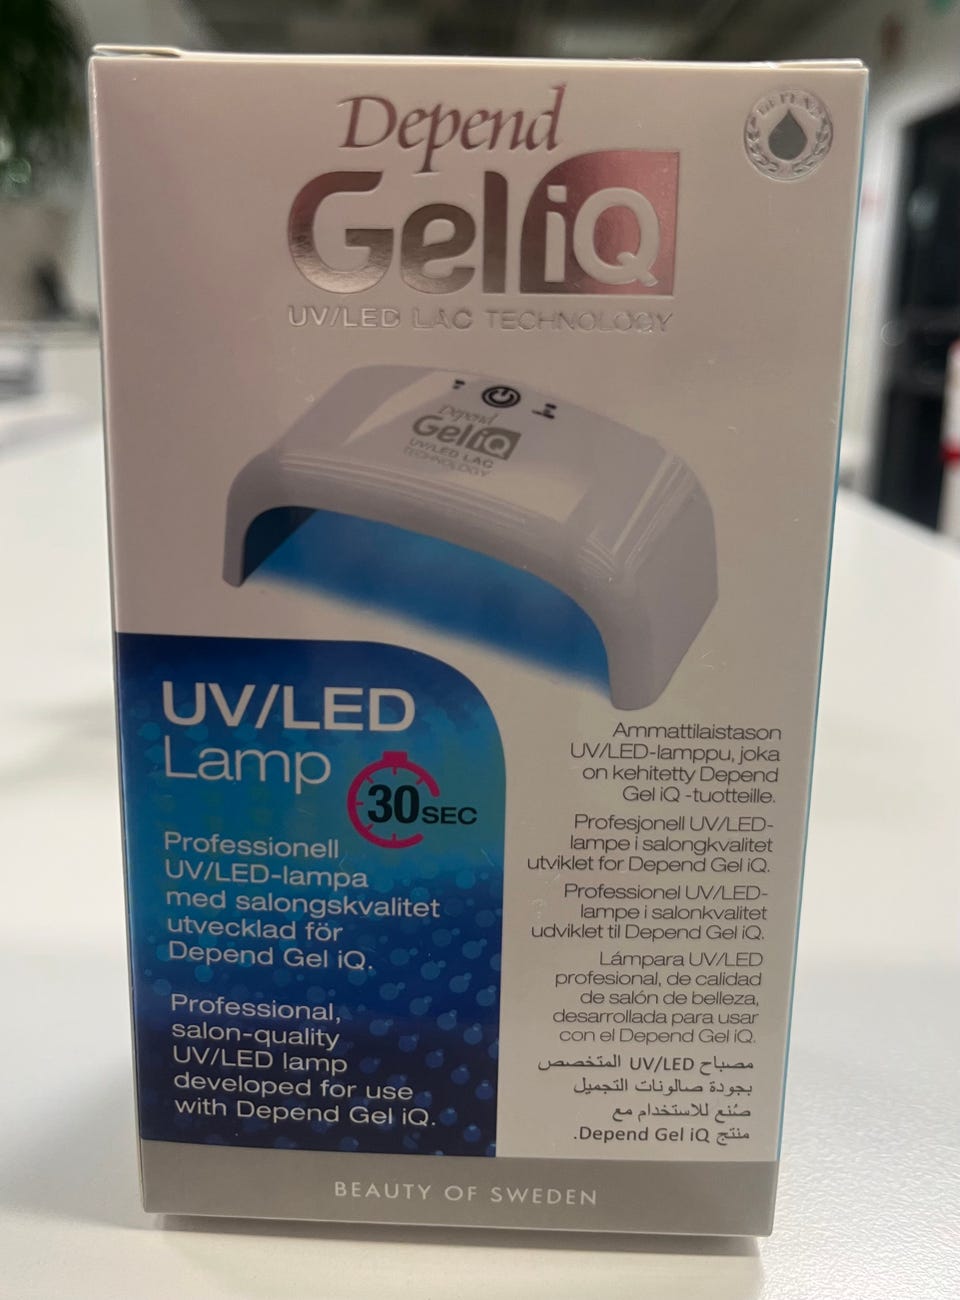 Depend
Gel iQ
UV/LED LAC TECHNOLOGY
DEPEND
Depend
Gel iQ
UV/LED LAC
TECHNOLOGY
UV/LED
Lamp
30 SEC
Professionell
UV/LED-lampa
med salongskvalitet
utvecklad för
Depend Gel iQ.
Professional,
salon-quality
UV/LED lamp
developed for use
with Depend Gel iQ.
Ammattilaistason
UV/LED-lamppu, joka
on kehitetty Depend
Gel iQ -tuotteille.
Profesjonell UV/LED-
lampe i salongkvalitet
utviklet for Depend Gel iQ.
Professionel UV/LED-
lampe i salonkvalitet
udviklet til Depend Gel iQ.
Lámpara UV/LED
profesional, de calidad
de salón de belleza,
desarrollada para usar
con el Depend Gel iQ.
مصباح UV/LED المتخصص
بجودة صالونات التجميل
صُنع للاستخدام مع
منتج Depend Gel iQ.
BEAUTY OF SWEDEN